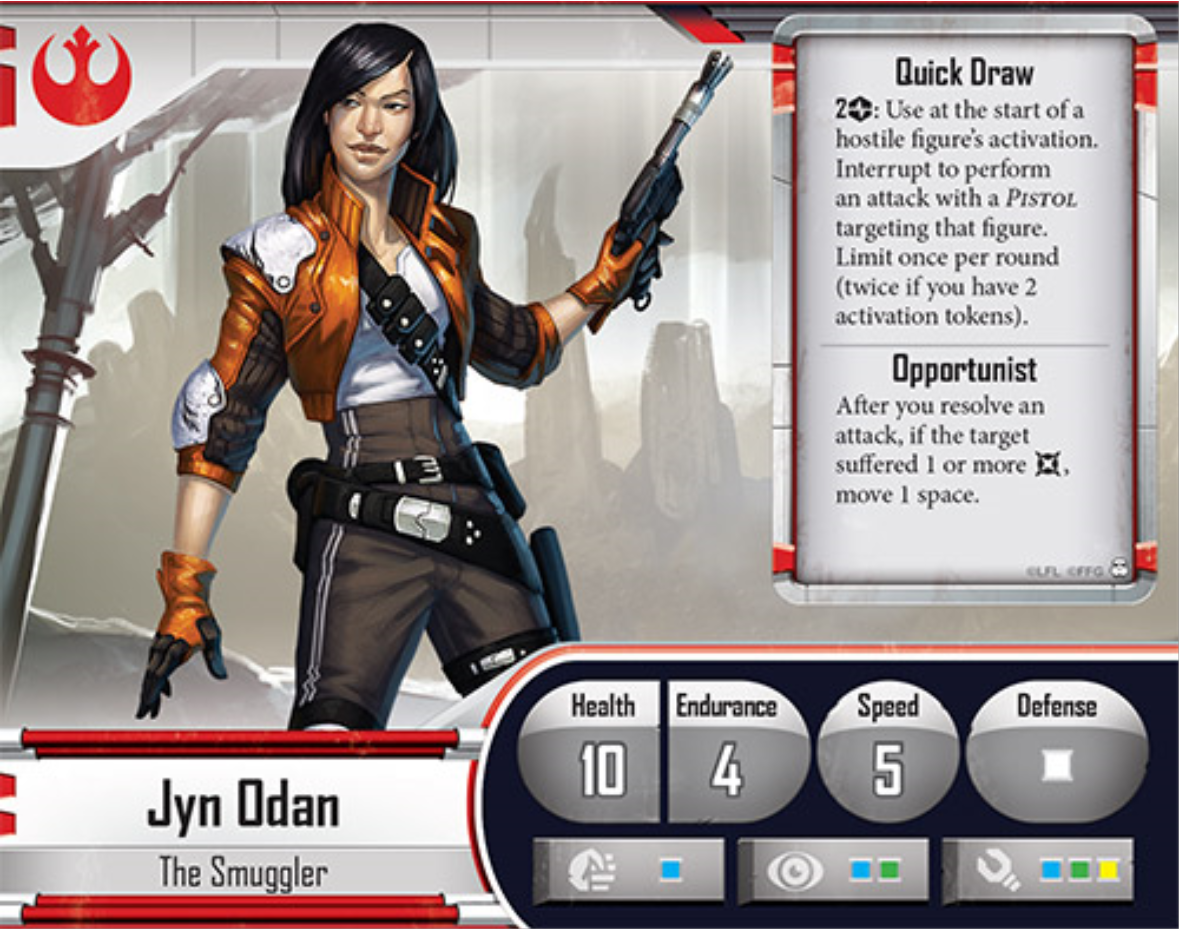 Quick Draw
2: Use at the start of a
hostile figure's activation.
Interrupt to perform
an attack with a PISTOL
targeting that figure.
Limit once per round
(twice if you have 2
activation tokens).
Opportunist
After you resolve an
attack, if the target
suffered 1 or more ,
move 1 space.
©LFL ©FFG
Health Endurance Speed Defense
10 4 5
Jyn Odan
The Smuggler